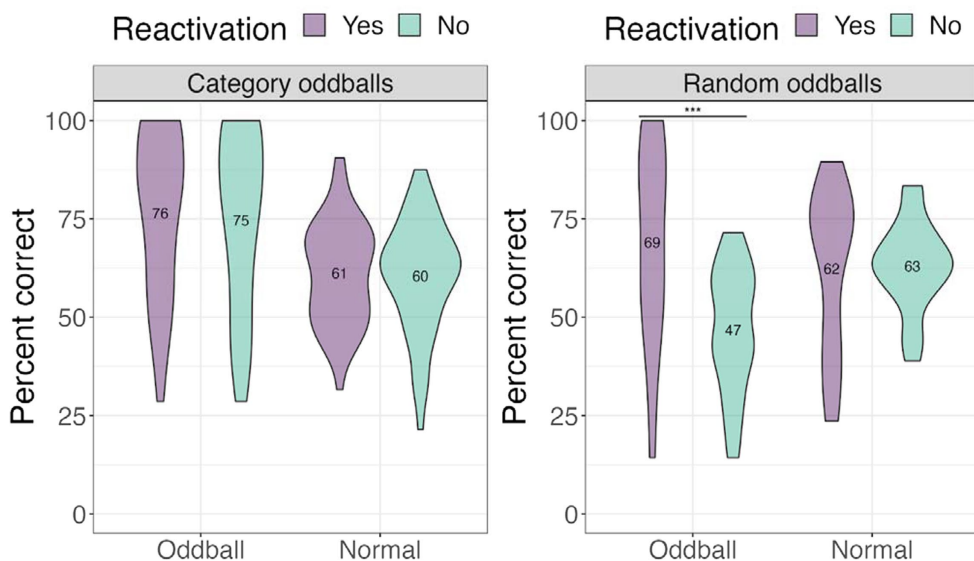 Reactivation Yes No
Category oddballs
Percent correct
100
75
50
25
0
76
75
61
60
Oddball Normal
Reactivation Yes No
Random oddballs
Percent correct
100
75
50
25
0
***
69
47
62
63
Oddball Normal